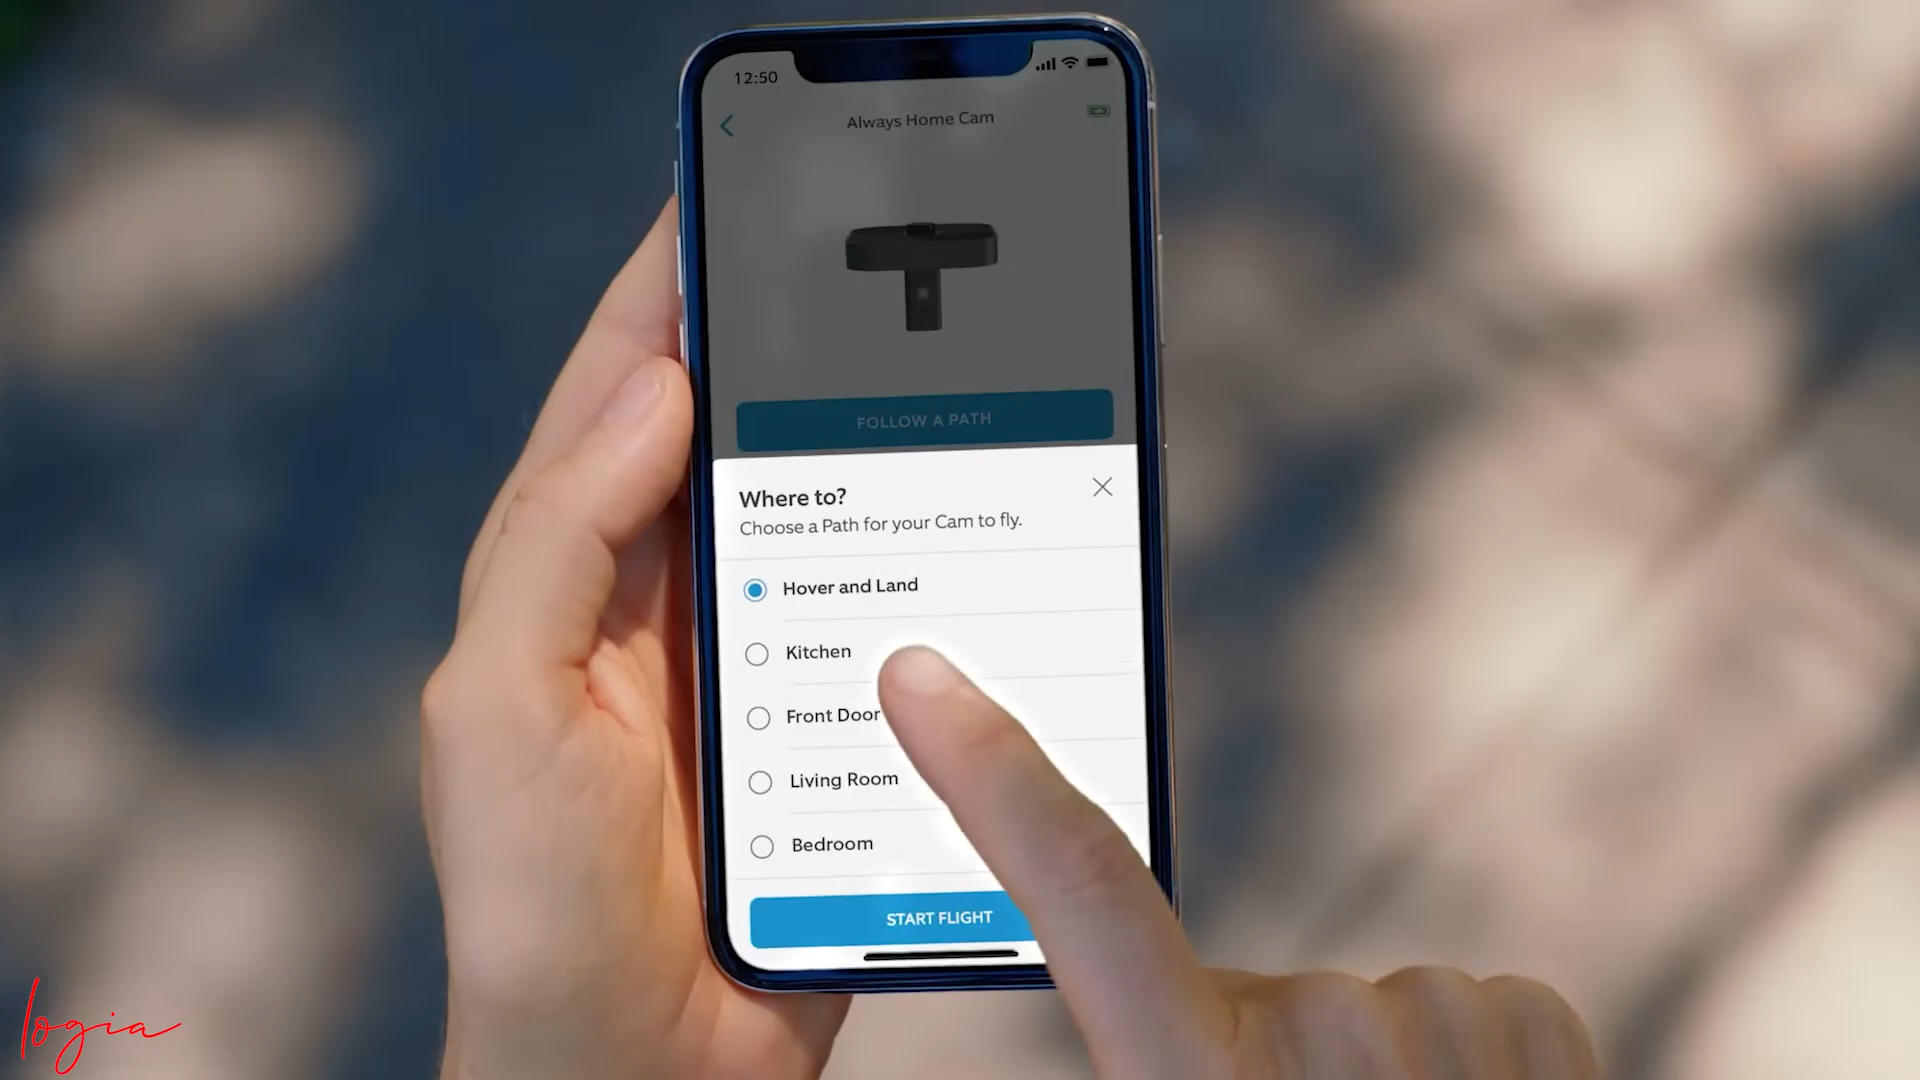 12:50
Always Home Cam
FOLLOW A PATH
Where to?
Choose a Path for your Cam to fly.
Hover and Land
Kitchen
Front Door
Living Room
Bedroom
START FLIGHT
logia